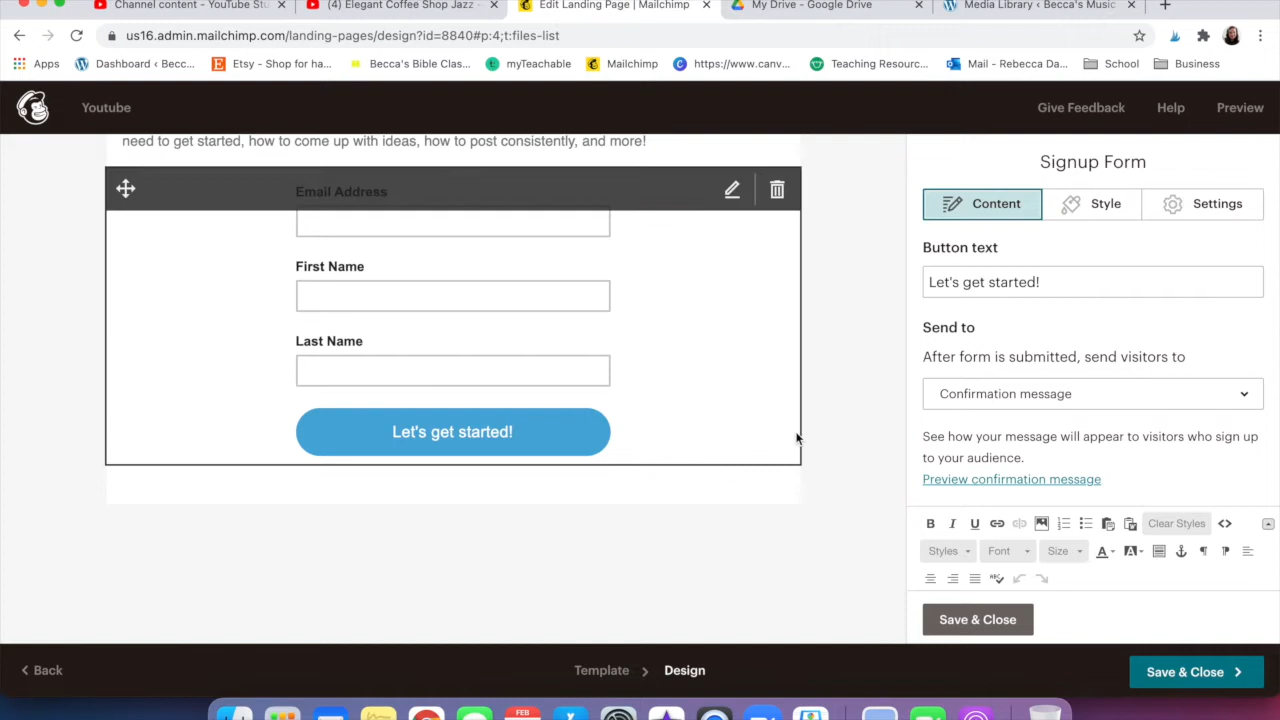 Channel content - YouTube Stu
(4) Elegant Coffee Shop Jazz -
Edit Landing Page | Mailchimp
My Drive - Google Drive
Media Library ‹ Becca's Music
us16.admin.mailchimp.com/landing-pages/design?id=8840#p:4;t:files-list
Apps
Dashboard ‹ Becc...
Etsy - Shop for ha...
Becca's Bible Clas...
myTeachable
Mailchimp
https://www.canv...
Teaching Resourc...
Mail - Rebecca Da...
School
Business
Youtube
Give Feedback
Help
Preview
need to get started, how to come up with ideas, how to post consistently, and more!
Email Address
First Name
Last Name
Let's get started!
Signup Form
Content
Style
Settings
Button text
Let's get started!
Send to
After form is submitted, send visitors to
Confirmation message
See how your message will appear to visitors who sign up
to your audience.
Preview confirmation message
B I U
Clear Styles
Styles
Font
Size
A
A
ABC
Save & Close
Back
Template
Design
Save & Close
FEB